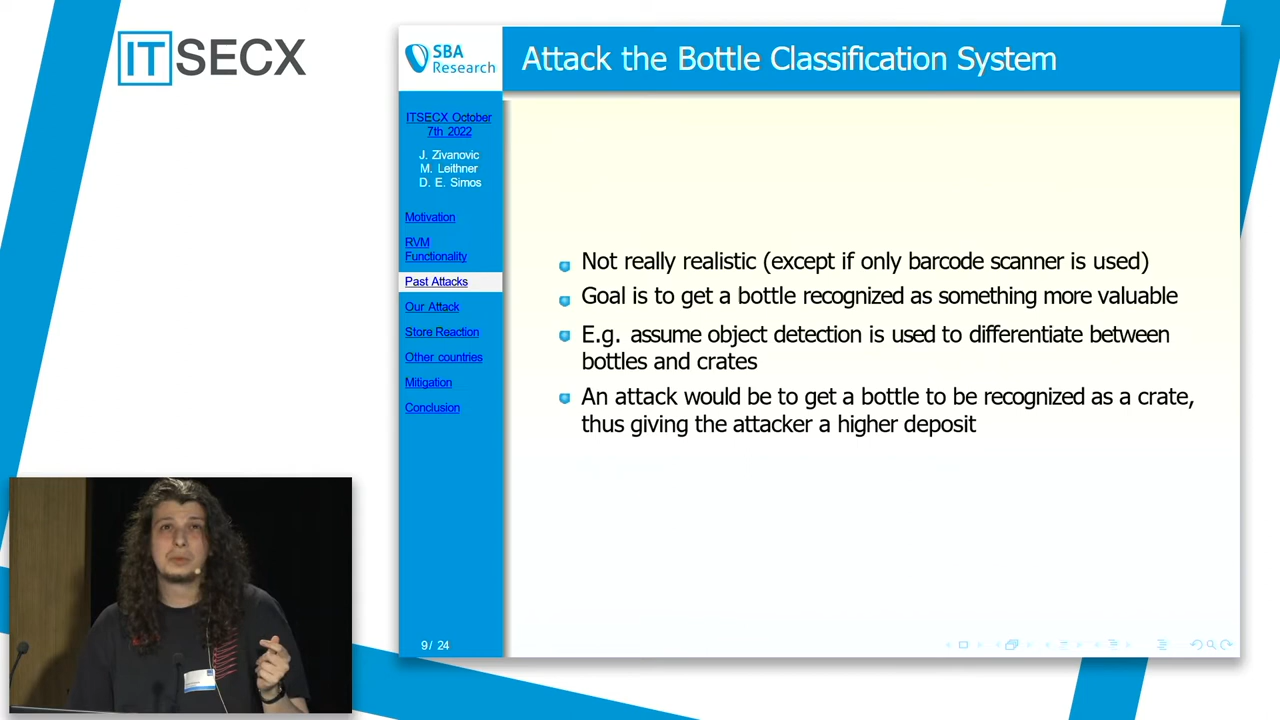 ITSECX
SBA
Research
Attack the Bottle Classification System
ITSECX October
7th 2022
J. Zivanovic
M. Leithner
D. E. Simos
Motivation
RVM
Functionality
Past Attacks
Our Attack
Store Reaction
Other countries
Mitigation
Conclusion
9/ 24
Not really realistic (except if only barcode scanner is used)
Goal is to get a bottle recognized as something more valuable
E.g. assume object detection is used to differentiate between
bottles and crates
An attack would be to get a bottle to be recognized as a crate,
thus giving the attacker a higher deposit